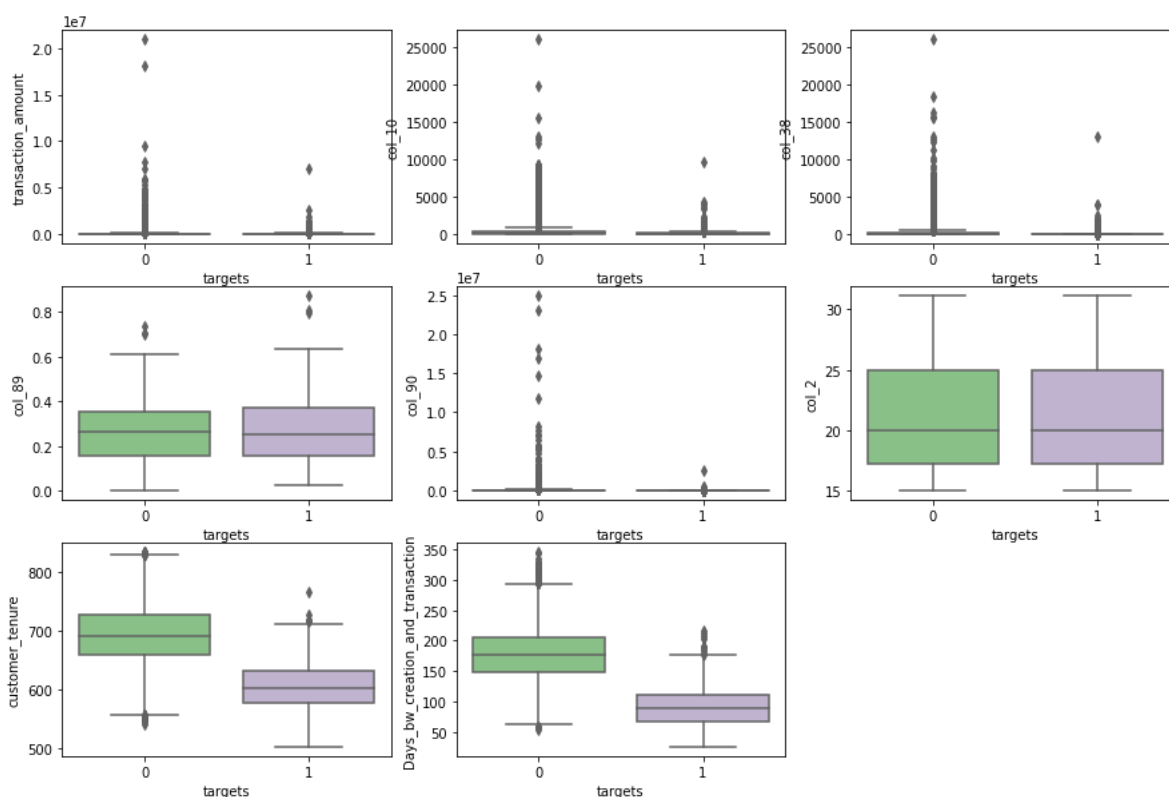 1e7
transaction_amount
2.0
1.5
1.0
0.5
0.0
0 1
targets
col_10
25000
20000
15000
10000
5000
0
0 1
targets
col_38
25000
20000
15000
10000
5000
0
0 1
targets
col_89
0.8
0.6
0.4
0.2
0.0
0 1
targets
1e7
col_90
2.5
2.0
1.5
1.0
0.5
0.0
0 1
targets
col_2
30
25
20
15
0 1
targets
customer_tenure
800
700
600
500
0 1
targets
Days_bw_creation_and_transaction
350
300
250
200
150
100
50
0 1
targets